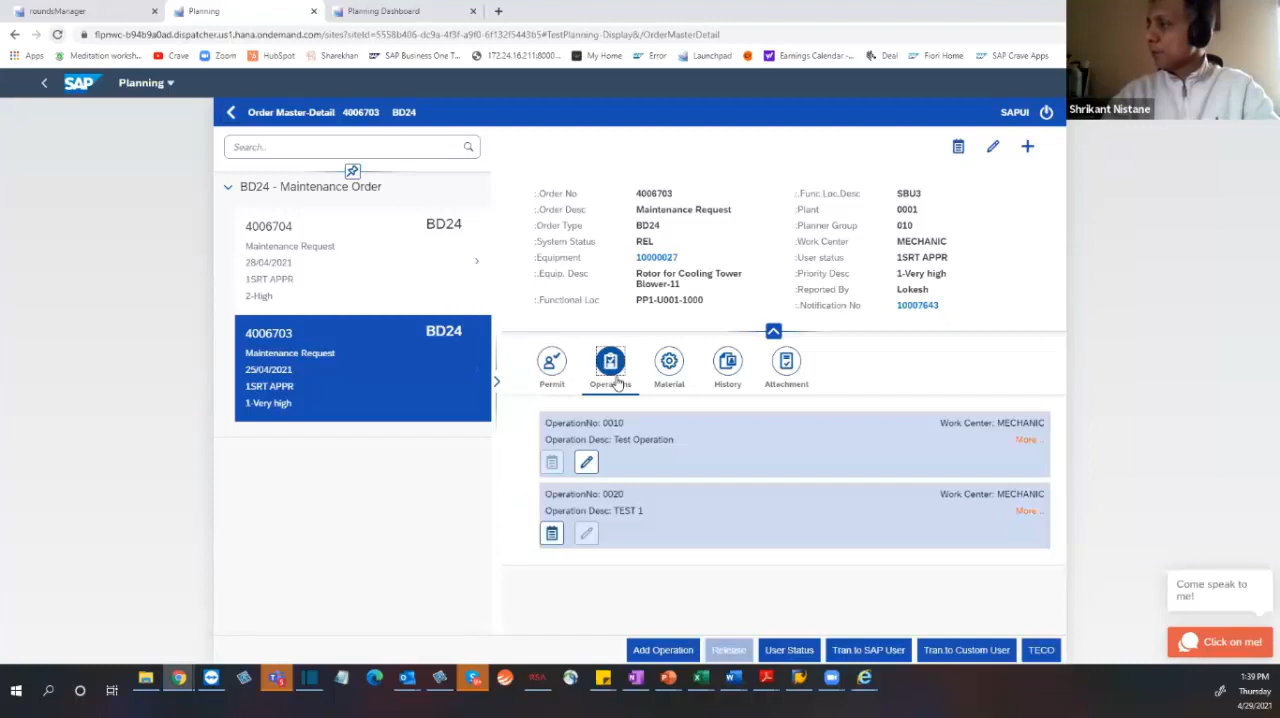 roundsManager
Planning
Planning Dashboard
flpnwc-b94b9a0ad.dispatcher.us1.hana.ondemand.com/sites?siteId=5558b406-dc9a-4f3f-a9f0-6f132f5443b5#TestPlanning-Display&/OrderMasterDetail
Apps
Meditation worksh...
Crave
Zoom
HubSpot
Sharekhan
SAP Business One T...
172.24.16.211:8000...
My Home
Error
Launchpad
Earnings Calendar -...
Deal
Fiori Home
SAP Crave Apps
Shrikant Nistane
SAP
Planning
Order Master-Detail 4006703 BD24
SAPUI
Search..
BD24 - Maintenance Order
4006704
BD24
Maintenance Request
28/04/2021
1SRT APPR
2-High
4006703
BD24
Maintenance Request
25/04/2021
1SRT APPR
1-Very high
:.Order No 4006703
:.Order Desc Maintenance Request
:Order Type BD24
:System Status REL
:Equipment 10000027
:Equip. Desc Rotor for Cooling Tower
Blower-11
:.Functional Loc PP1-U001-1000
:.Func.Loc.Desc SBU3
:Plant 0001
:Planner Group 010
:Work Center MECHANIC
:User status 1SRT APPR
:Priority Desc 1-Very high
:Reported By Lokesh
:.Notification No 10007643
Permit
Material
History
Attachment
OperationNo: 0010
Work Center: MECHANIC
Operation Desc: Test Operation
More ..
OperationNo: 0020
Work Center: MECHANIC
Operation Desc: TEST 1
More ..
Come speak to
me!
Click on me!
Add Operation
Release
User Status
Tran.to SAP User
Tran.to Custom User
TECO
RSA
1:39 PM
Thursday
4/29/2021